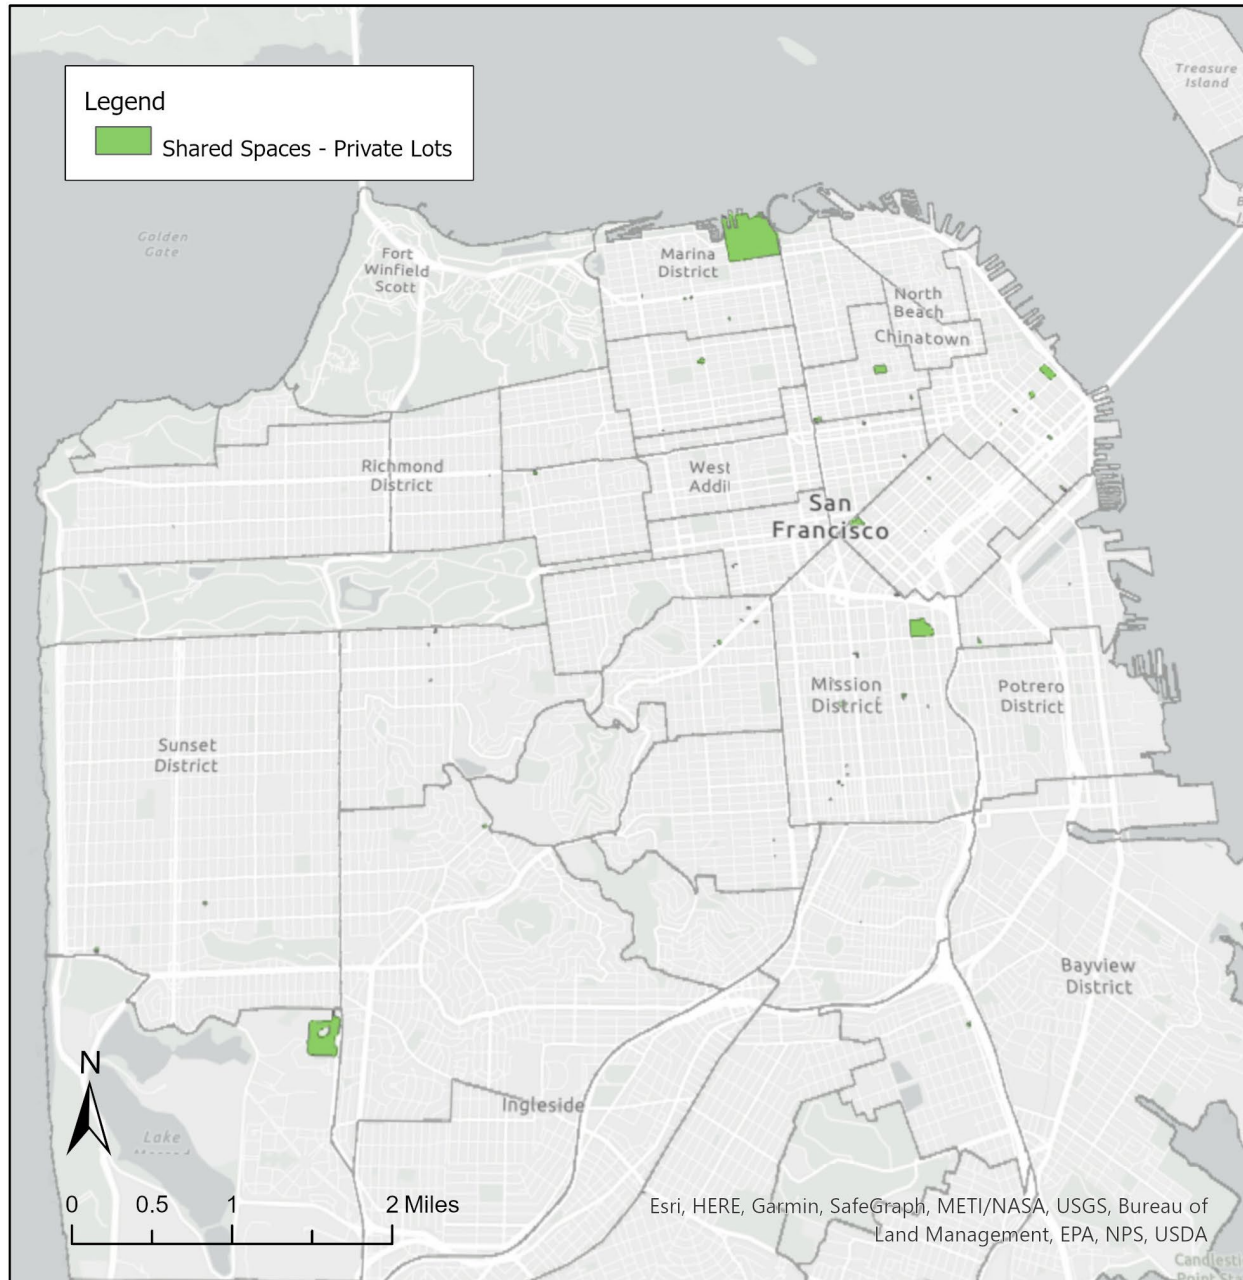 Legend
Shared Spaces - Private Lots
Treasure
Island
Golden
Gate
Fort
Winfield
Scott
Marina
District
North
Beach
Chinatown
Richmond
District
West
Addi
San
Francisco
Mission
District
Potrero
District
Sunset
District
Bayview
District
Ingleside
N
Lake
0 0.5 1 2 Miles
Esri, HERE, Garmin, SafeGraph, METI/NASA, USGS, Bureau of
Land Management, EPA, NPS, USDA
Candlesti